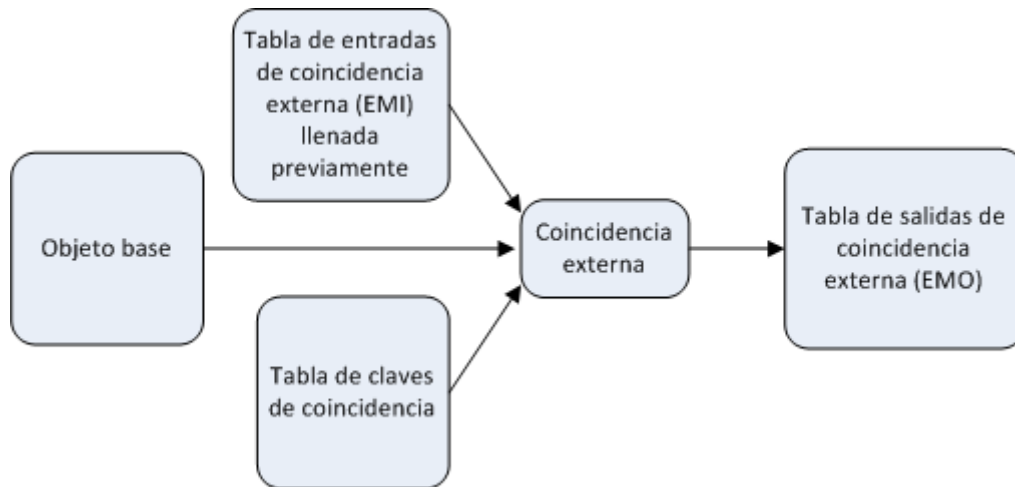 Tabla de entradas
de coincidencia
externa (EMI)
llenada
previamente
Objeto base
Coincidencia
externa
Tabla de salidas de
coincidencia
externa (EMO)
Tabla de claves
de coincidencia